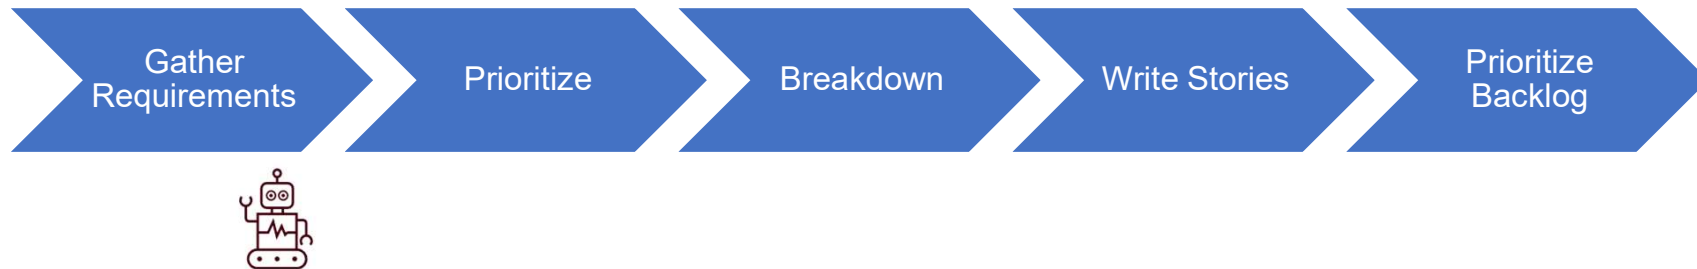 Gather
Requirements
Prioritize
Breakdown
Write Stories
Prioritize
Backlog